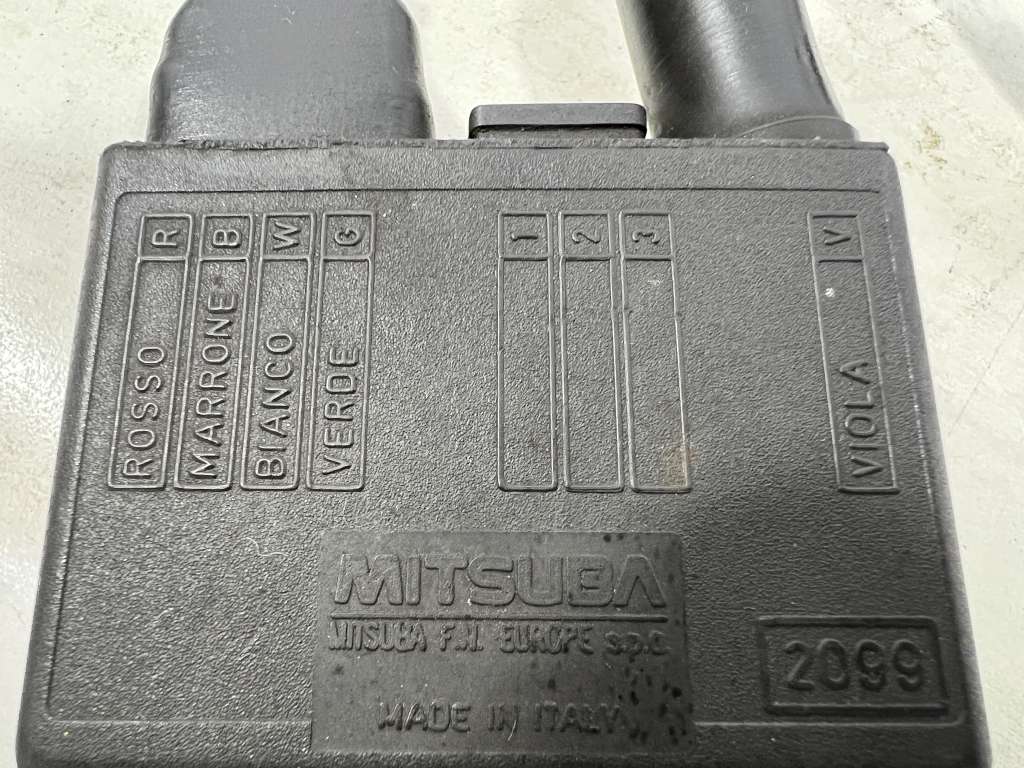 R
ROSSO
B
MARRONE
W
BIANCO
G
VERDE
1
2
3
V
VIOLA
MITSUBA
MITSUBA F.N. EUROPE s.p.a.
MADE IN ITALY
2099